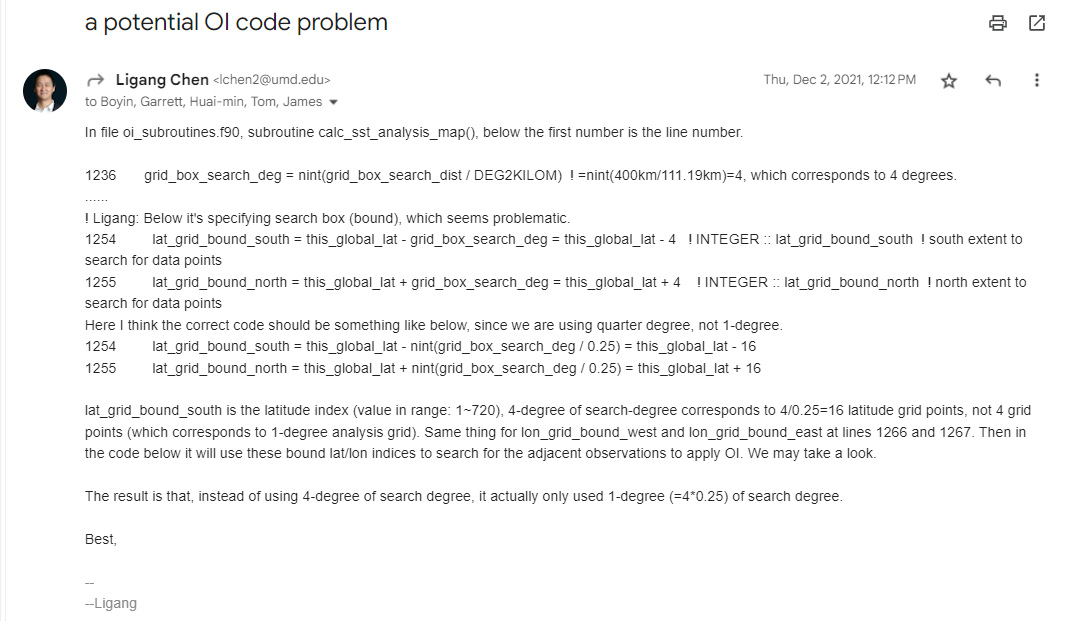 a potential OI code problem
Ligang Chen <lchen2@umd.edu>
Thu, Dec 2, 2021, 12:12 PM
to Boyin, Garrett, Huai-min, Tom, James
In file oi_subroutines.f90, subroutine calc_sst_analysis_map(), below the first number is the line number.
1236 grid_box_search_deg = nint(grid_box_search_dist / DEG2KILOM) ! =nint(400km/111.19km)=4, which corresponds to 4 degrees.
......
! Ligang: Below it's specifying search box (bound), which seems problematic.
1254 lat_grid_bound_south = this_global_lat - grid_box_search_deg = this_global_lat - 4 ! INTEGER :: lat_grid_bound_south ! south extent to
search for data points
1255 lat_grid_bound_north = this_global_lat + grid_box_search_deg = this_global_lat + 4 ! INTEGER :: lat_grid_bound_north ! north extent to
search for data points
Here I think the correct code should be something like below, since we are using quarter degree, not 1-degree.
1254 lat_grid_bound_south = this_global_lat - nint(grid_box_search_deg / 0.25) = this_global_lat - 16
1255 lat_grid_bound_north = this_global_lat + nint(grid_box_search_deg / 0.25) = this_global_lat + 16
lat_grid_bound_south is the latitude index (value in range: 1~720), 4-degree of search-degree corresponds to 4/0.25=16 latitude grid points, not 4 grid
points (which corresponds to 1-degree analysis grid). Same thing for lon_grid_bound_west and lon_grid_bound_east at lines 1266 and 1267. Then in
the code below it will use these bound lat/lon indices to search for the adjacent observations to apply OI. We may take a look.
The result is that, instead of using 4-degree of search degree, it actually only used 1-degree (=4*0.25) of search degree.
Best,
--
--Ligang